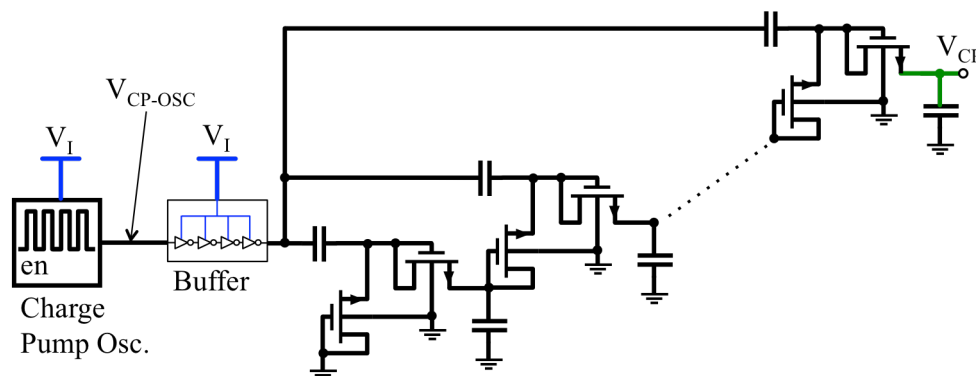 V_CP-OSC
V_I
V_I
en
Buffer
Charge
Pump Osc.